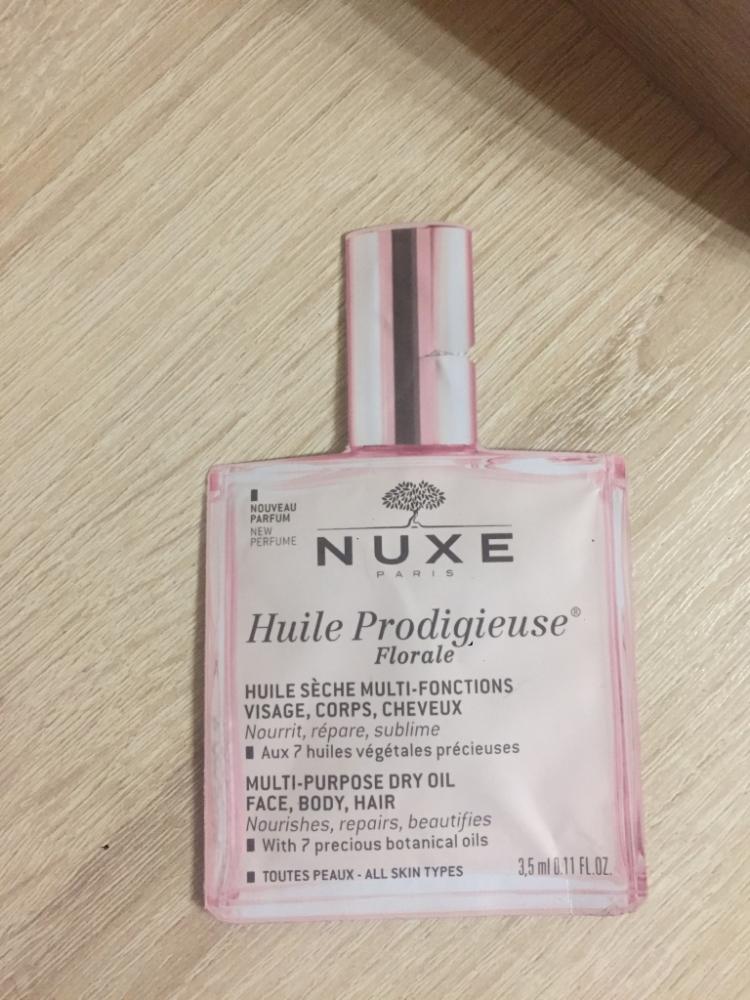 NOUVEAU
PARFUM
NEW
PERFUME
NUXE
PARIS
Huile Prodigieuse®
Florale
HUILE SÈCHE MULTI-FONCTIONS
VISAGE, CORPS, CHEVEUX
Nourrit, répare, sublime
Aux 7 huiles végétales précieuses
MULTI-PURPOSE DRY OIL
FACE, BODY, HAIR
Nourishes, repairs, beautifies
With 7 precious botanical oils
TOUTES PEAUX - ALL SKIN TYPES
3,5 ml 0.11 FL.OZ.